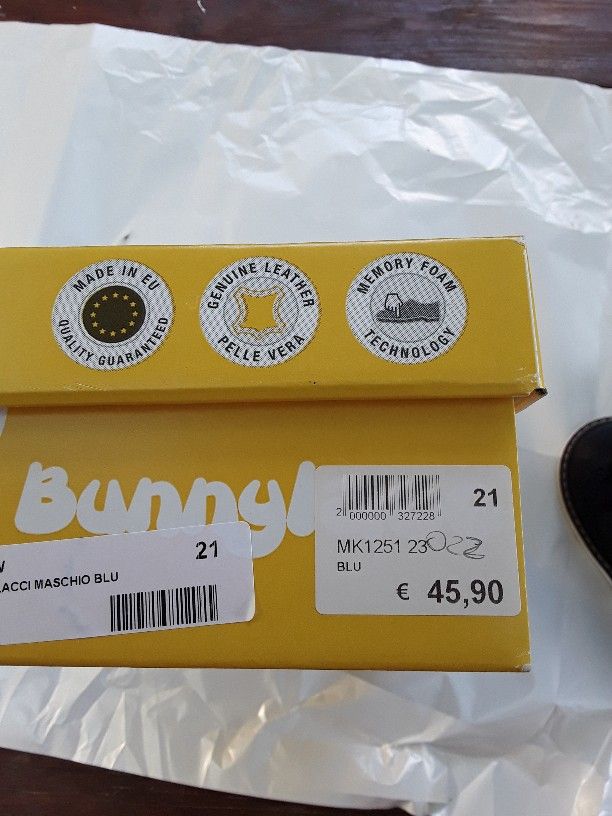 MADE IN EU
QUALITY GUARANTEED
GENUINE LEATHER
PELLE VERA
MEMORY FOAM
TECHNOLOGY
Bunny
21
LACCI MASCHIO BLU
21
2 000000 327228
MK1251 23
BLU
€ 45,90